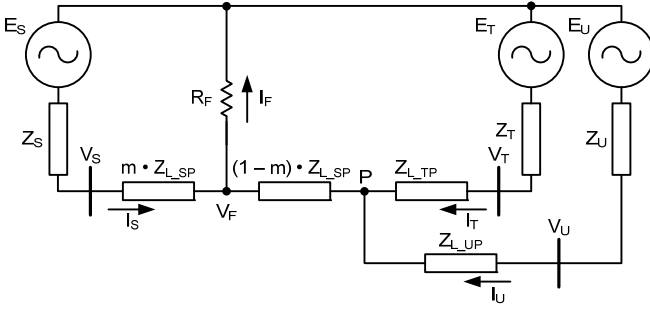 E_S
E_T
E_U
R_F
I_F
Z_S
Z_T
Z_U
V_S
m · Z_L_SP
(1 – m) · Z_L_SP
P
Z_L_TP
V_T
I_S
V_F
I_T
Z_L_UP
V_U
I_U